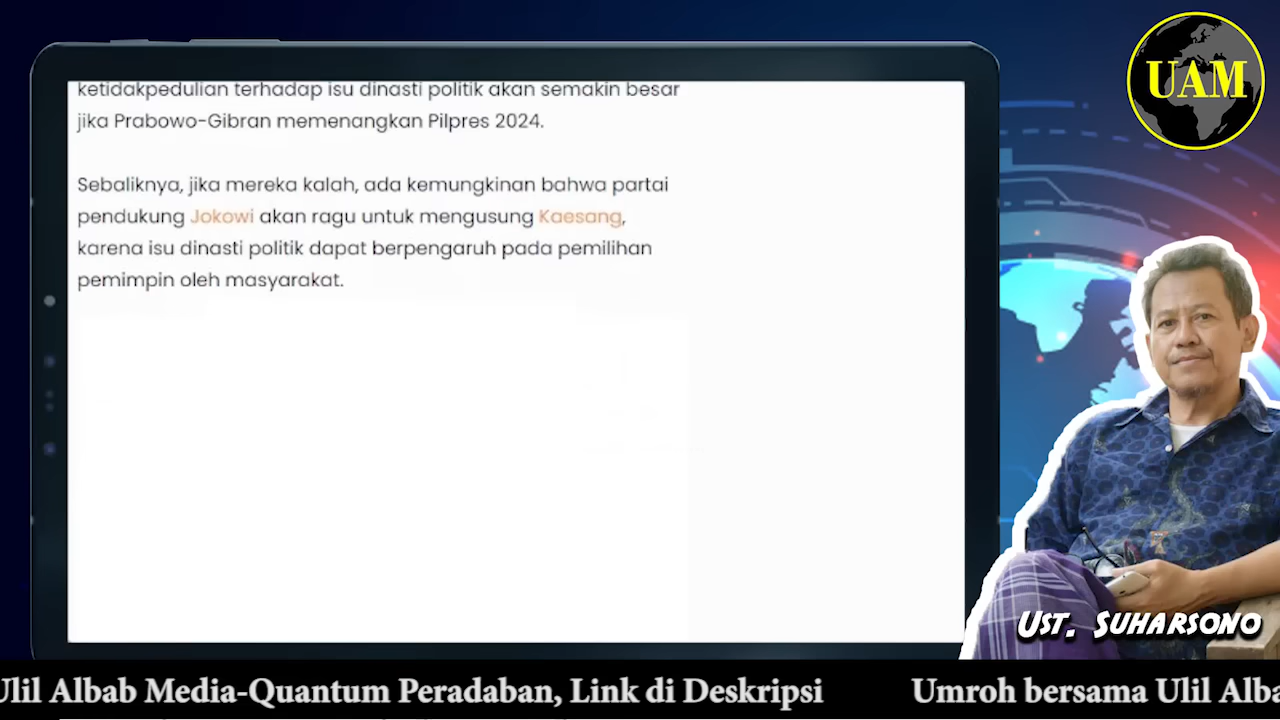 ketidakpedulian terhadap isu dinasti politik akan semakin besar
jika Prabowo-Gibran memenangkan Pilpres 2024.
Sebaliknya, jika mereka kalah, ada kemungkinan bahwa partai
pendukung Jokowi akan ragu untuk mengusung Kaesang,
karena isu dinasti politik dapat berpengaruh pada pemilihan
pemimpin oleh masyarakat.
UAM
UST. SUHARSONO
Ulil Albab Media-Quantum Peradaban, Link di Deskripsi
Umroh bersama Ulil Alba